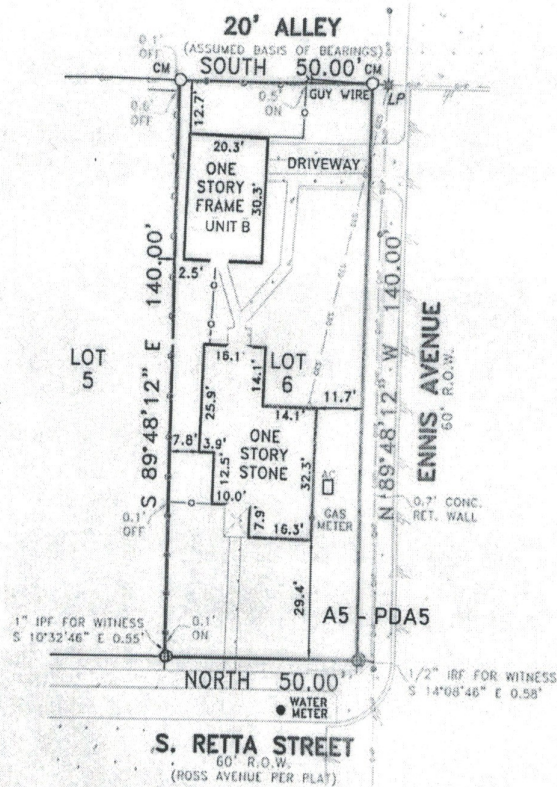 20' ALLEY
(ASSUMED BASIS OF BEARINGS)
SOUTH 50.00'
CM
CM
0.1'
OFF
0.6'
OFF
12.7'
0.5'
ON
GUY WIRE
LP
20.3'
ONE
STORY
FRAME
UNIT B
30.3'
DRIVEWAY
2.5'
S 89°48'12" E 140.00'
N 89°48'12" W 140.00'
ENNIS AVENUE
60' R.O.W.
LOT
5
LOT
6
16.1'
14.1'
25.9'
14.1'
11.7'
7.8'
3.9'
12.5'
10.0'
ONE
STORY
STONE
32.3'
AC
GAS
METER
7.9'
16.3'
0.7' CONC.
RET. WALL
0.1'
OFF
29.4'
A5 - PDA5
1" IPF FOR WITNESS
S 10°32'46" E 0.55'
0.1'
ON
1/2" IRF FOR WITNESS
S 14°08'46" E 0.58'
NORTH 50.00'
WATER
METER
S. RETTA STREET
60' R.O.W.
(ROSS AVENUE PER PLAT)